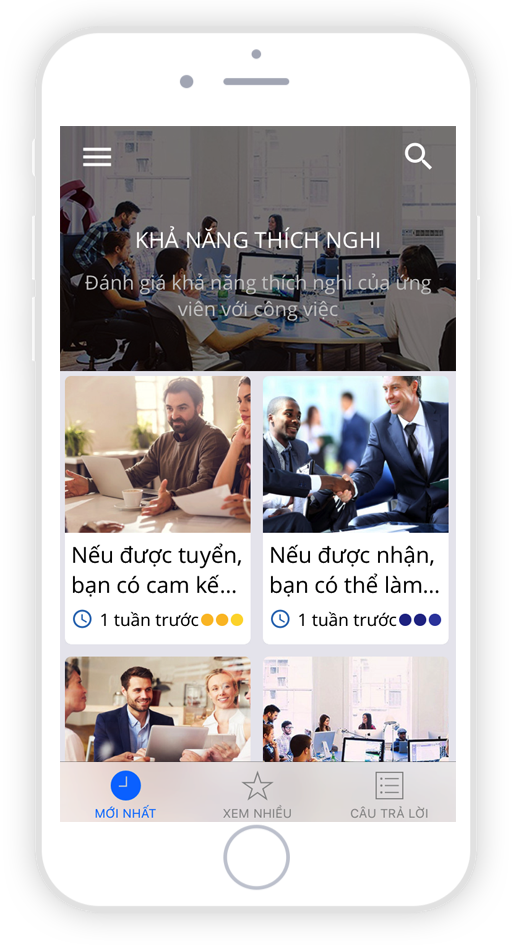 KHẢ NĂNG THÍCH NGHI
Đánh giá khả năng thích nghi của ứng
viên với công việc
Nếu được tuyển,
bạn có cam kế...
1 tuần trước
Nếu được nhận,
bạn có thể làm...
1 tuần trước
MỚI NHẤT
XEM NHIỀU
CÂU TRẢ LỜI